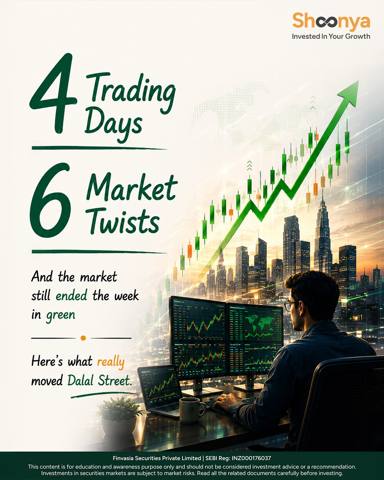 Shoonya
Invested In Your Growth
4 Trading
Days
6 Market
Twists
And the market
still ended the week
in green
Here's what really
moved Dalal Street.
Finvasia Securities Private Limited | SEBI Reg: INZ000176037
This content is for education and awareness purpose only and should not be considered investment advice or a recommendation.
Investments in securities markets are subject to market risks. Read all the related documents carefully before investing.